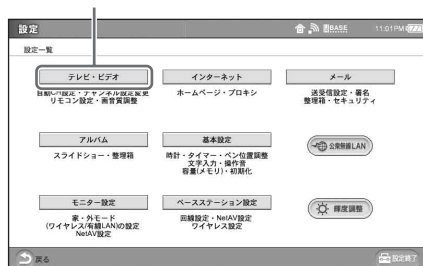 設定
BASE 11:01PM
設定一覧
テレビ・ビデオ
インターネット
メール
自動CH設定・チャンネル設定変更
リモコン設定・画音質調整
ホームページ・プロキシ
送受信設定・署名
整理箱・セキュリティ
アルバム
基本設定
公衆無線LAN
スライドショー・整理箱
時計・タイマー・ペン位置調整
文字入力・操作音
容量(メモリ)・初期化
モニター設定
ベースステーション設定
輝度調整
家・外モード
(ワイヤレス/有線LAN)の設定
NetAV設定
回線設定・NetAV設定
ワイヤレス設定
戻る
設定終了